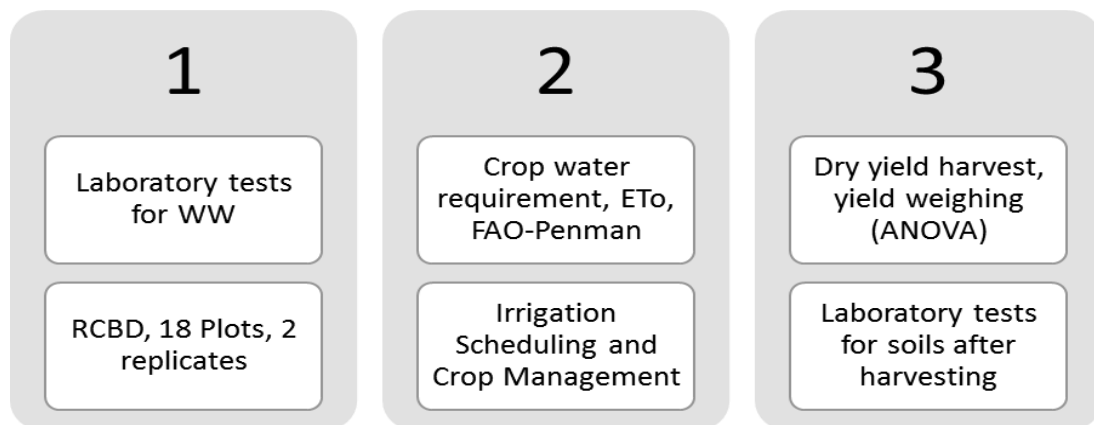 1
Laboratory tests
for WW
RCBD, 18 Plots, 2
replicates
2
Crop water
requirement, ETo,
FAO-Penman
Irrigation
Scheduling and
Crop Management
3
Dry yield harvest,
yield weighing
(ANOVA)
Laboratory tests
for soils after
harvesting